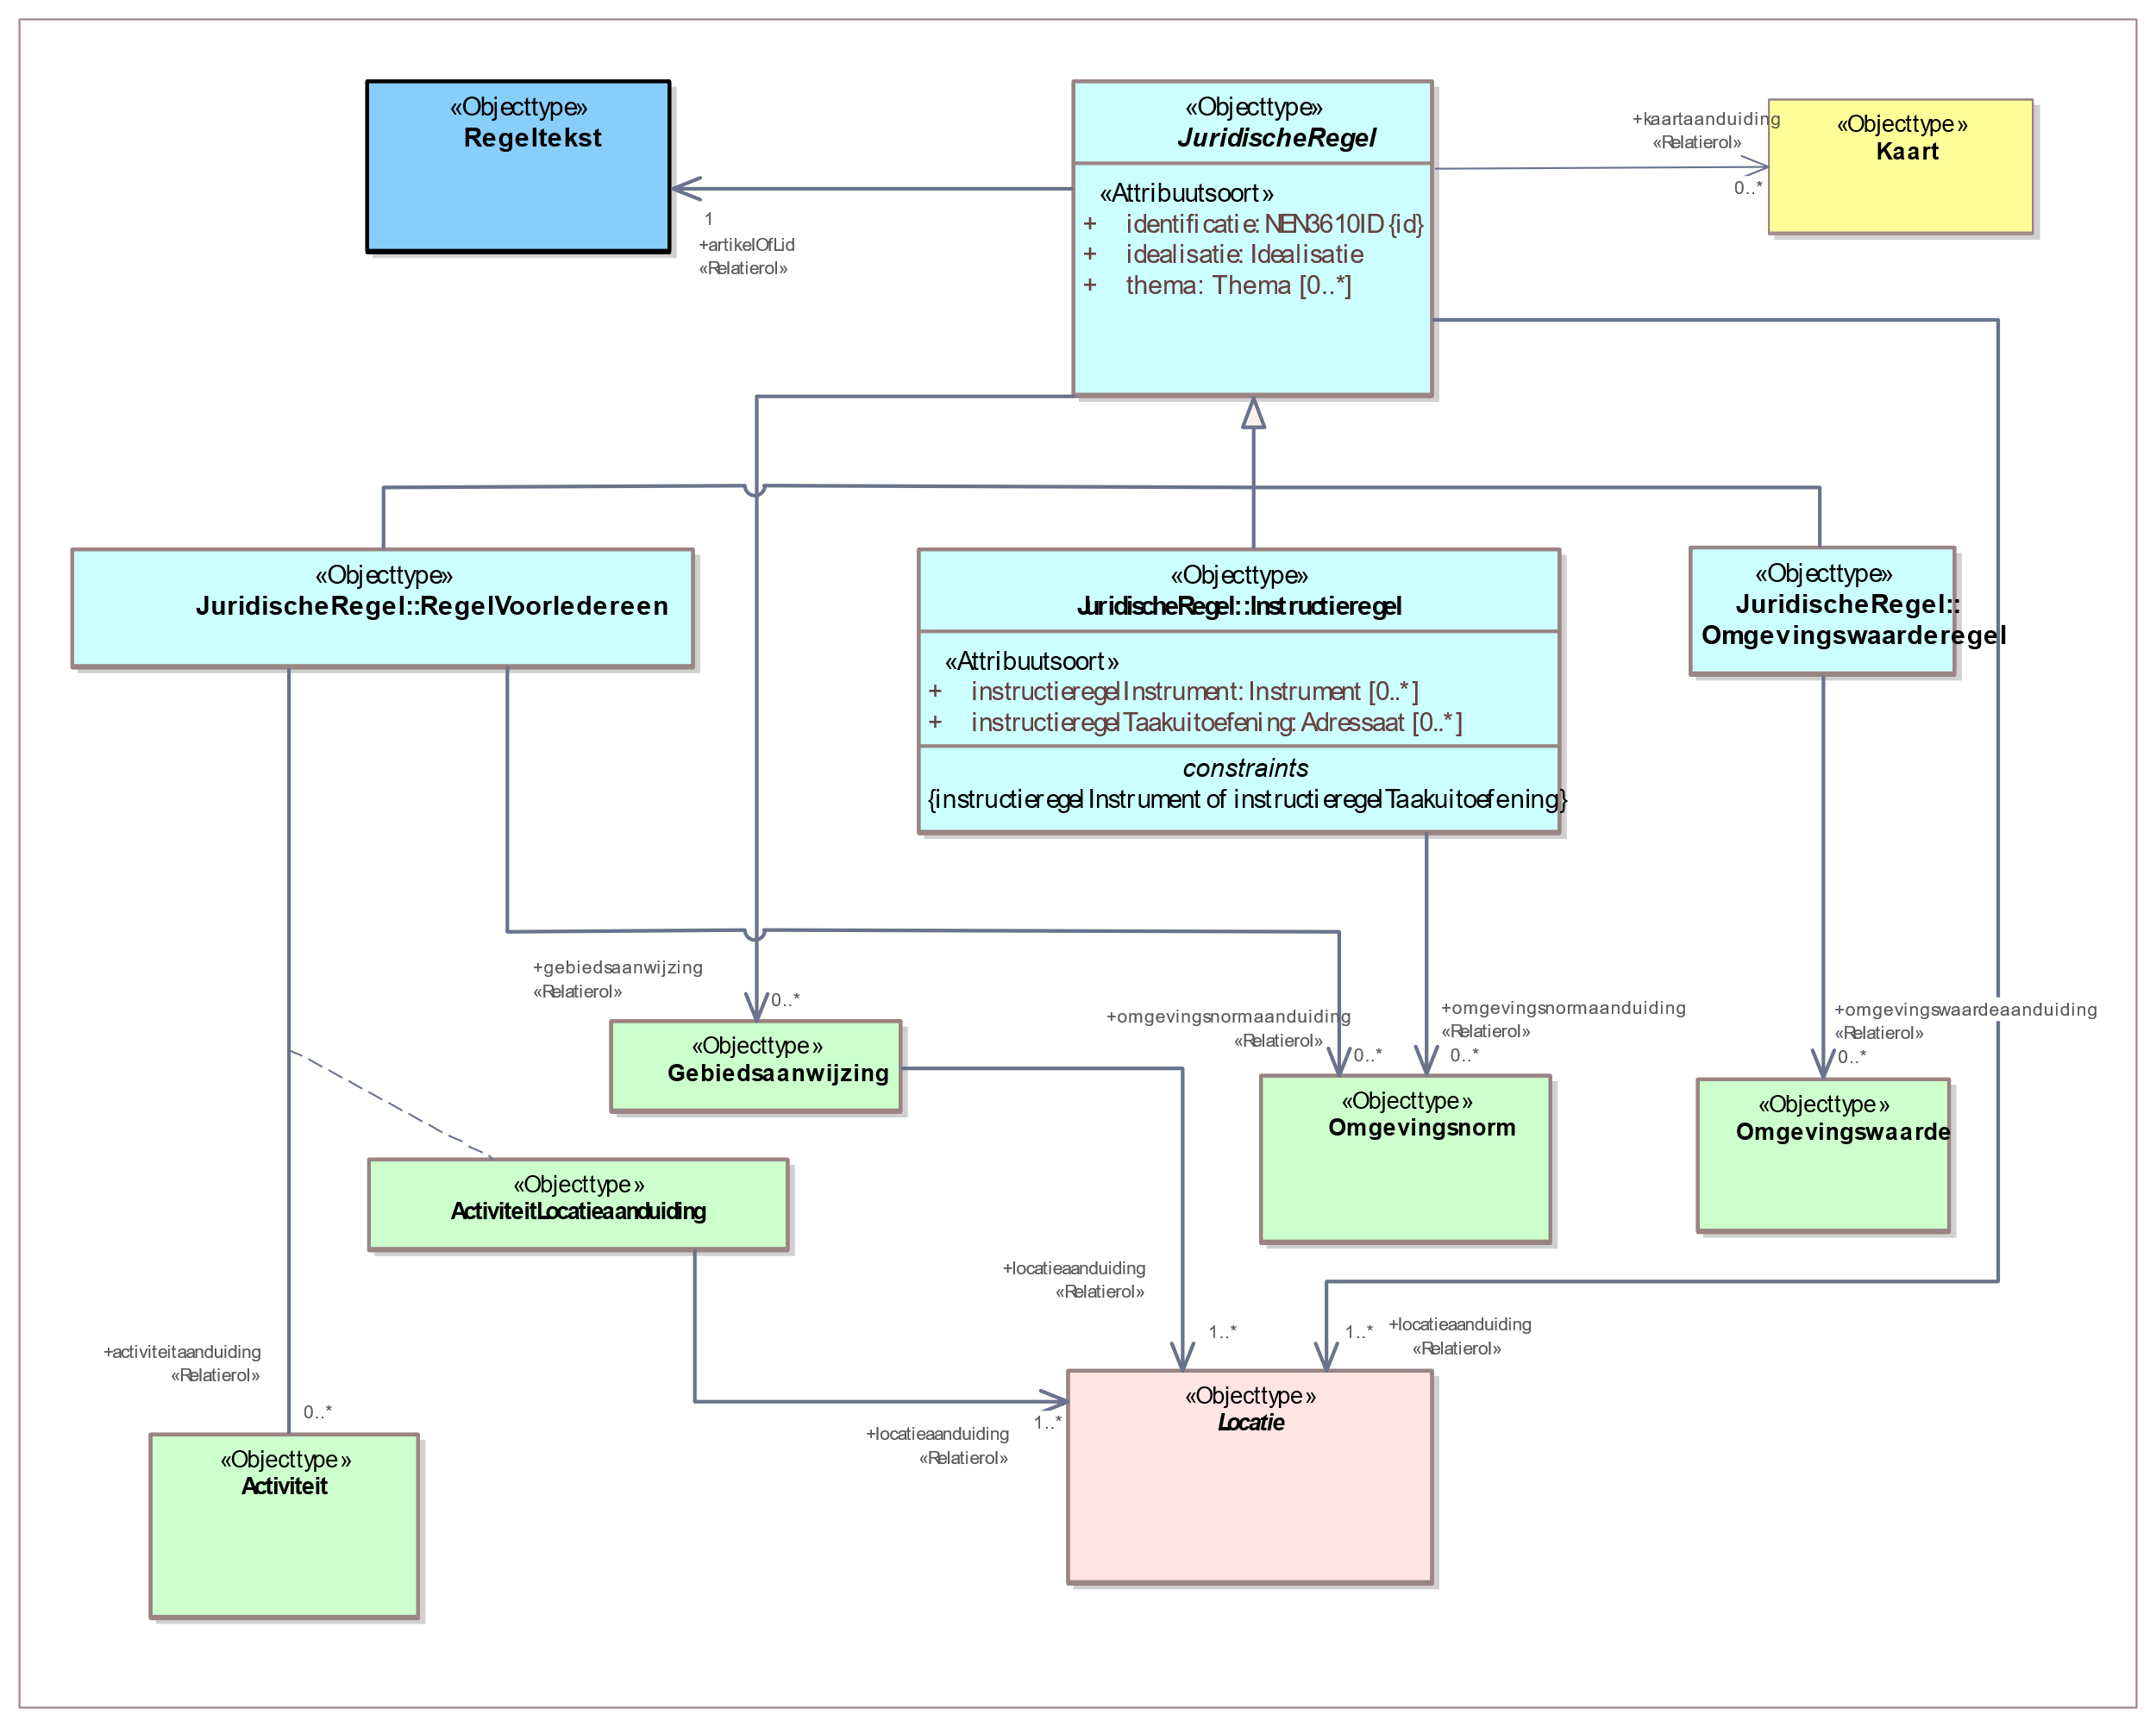 «Objecttype»
Regeltekst
«Objecttype»
JuridischeRegel
«Attribuutsoort»
+ identificatie: NEN3610ID {id}
+ idealisatie: Idealisatie
+ thema: Thema [0..*]
+kaartaanduiding
«Relatierol»
0..*
«Objecttype»
Kaart
1
+artikelOfLid
«Relatierol»
«Objecttype»
JuridischeRegel::RegelVoorIedereen
«Objecttype»
JuridischeRegel::Instructieregel
«Attribuutsoort»
+ instructieregelInstrument: Instrument [0..*]
+ instructieregelTaakuitoefening: Adressaat [0..*]
constraints
{instructieregelInstrument of instructieregelTaakuitoefening}
«Objecttype»
JuridischeRegel::
Omgevingswaarderegel
+gebiedsaanwijzing
«Relatierol»
0..*
+omgevingsnormaanduiding
«Relatierol»
0..*
+omgevingsnormaanduiding
«Relatierol»
0..*
+omgevingswaardeaanduiding
«Relatierol»
0..*
«Objecttype»
Gebiedsaanwijzing
«Objecttype»
Omgevingsnorm
«Objecttype»
Omgevingswaarde
«Objecttype»
ActiviteitLocatieaanduiding
+locatieaanduiding
«Relatierol»
1..*
1..*
+locatieaanduiding
«Relatierol»
+activiteitaanduiding
«Relatierol»
0..*
1..*
+locatieaanduiding
«Relatierol»
«Objecttype»
Locatie
«Objecttype»
Activiteit